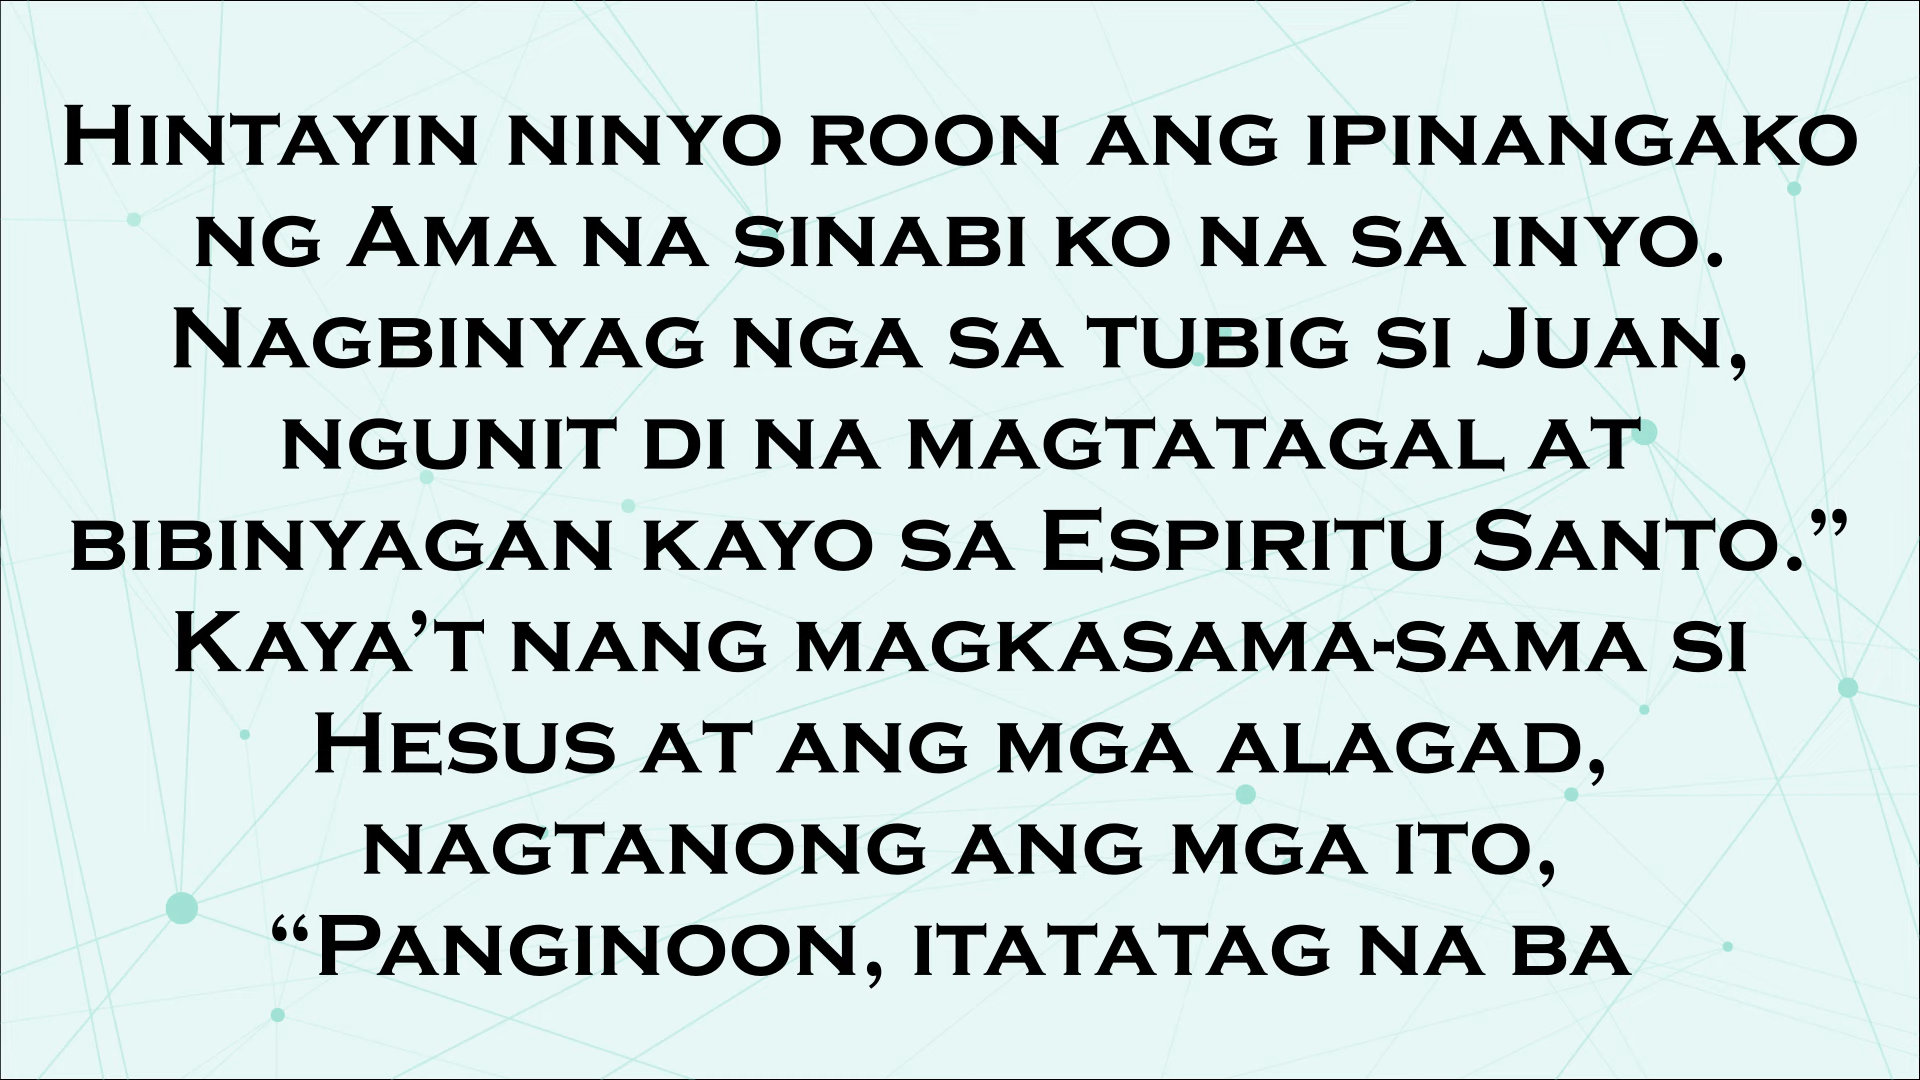 Hintayin ninyo roon ang ipinangako
ng Ama na sinabi ko na sa inyo.
Nagbinyag nga sa tubig si Juan,
ngunit di na magtatagal at
bibinyagan kayo sa Espiritu Santo.”
Kaya’t nang magkasama-sama si
Hesus at ang mga alagad,
nagtanong ang mga ito,
“Panginoon, itatatag na ba